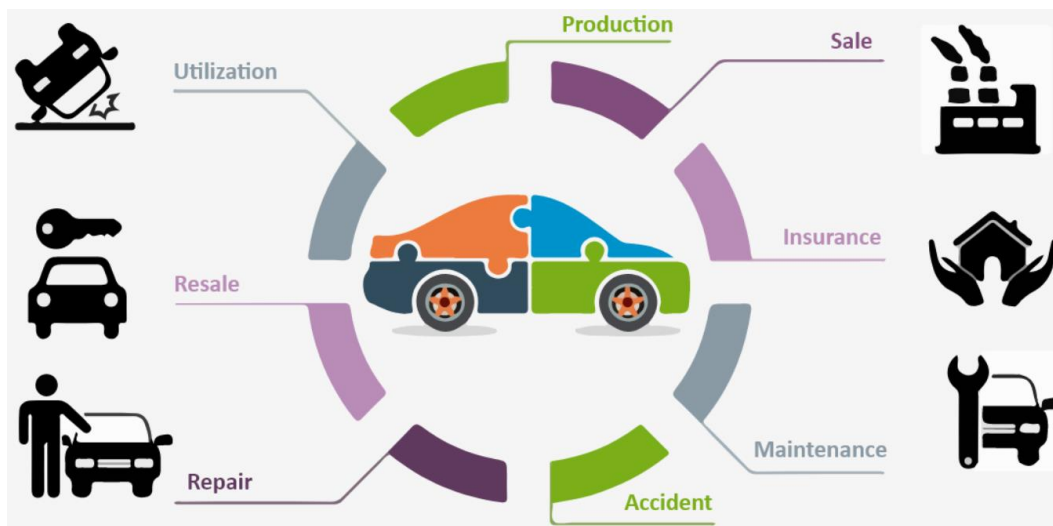 Production
Sale
Utilization
Insurance
Resale
Maintenance
Repair
Accident